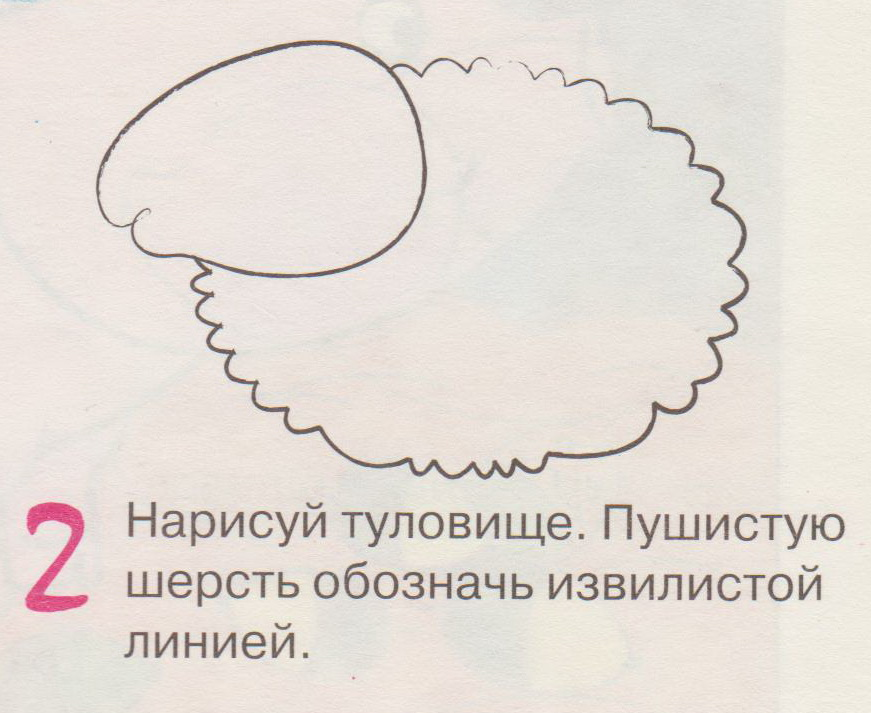 2 Нарисуй туловище. Пушистую
шерсть обозначь извилистой
линией.